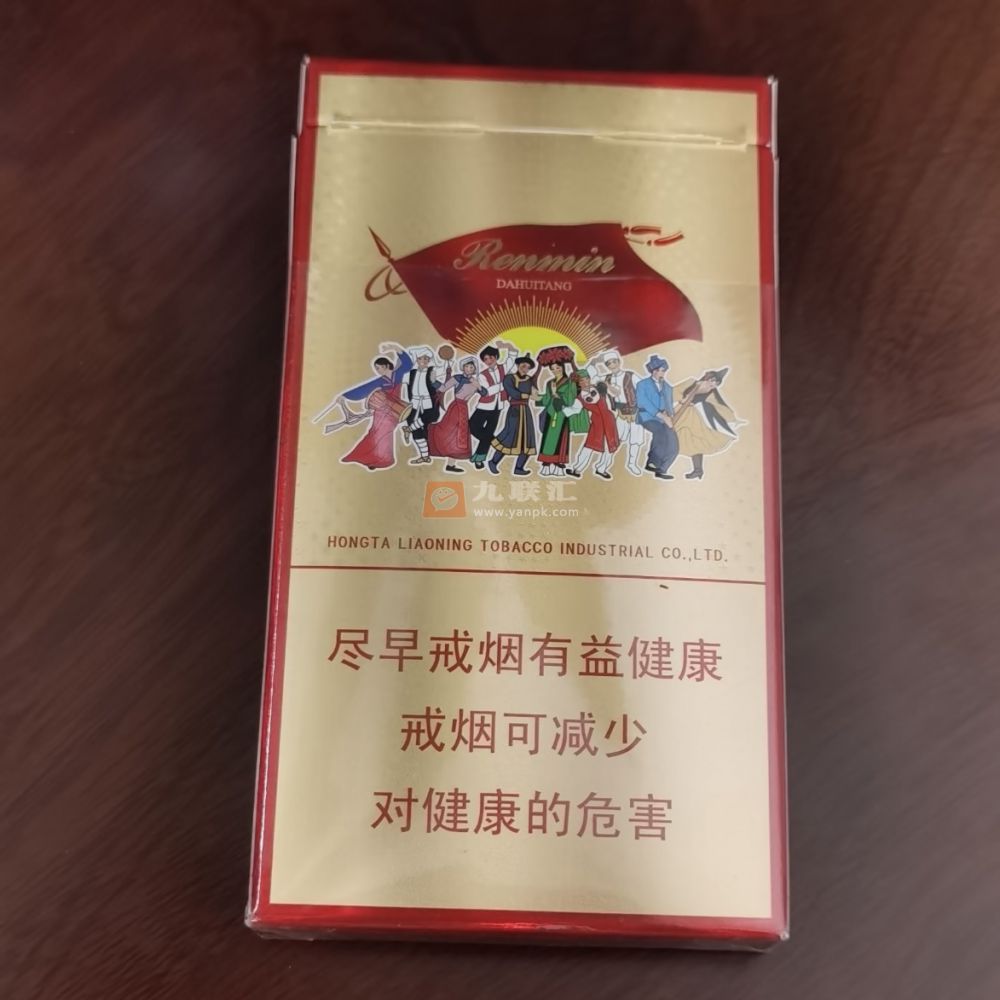 Renmin
DAHUITANG
九联汇
www.yanpk.com
HONGTA LIAONING TOBACCO INDUSTRIAL CO.,LTD.
尽早戒烟有益健康
戒烟可减少
对健康的危害